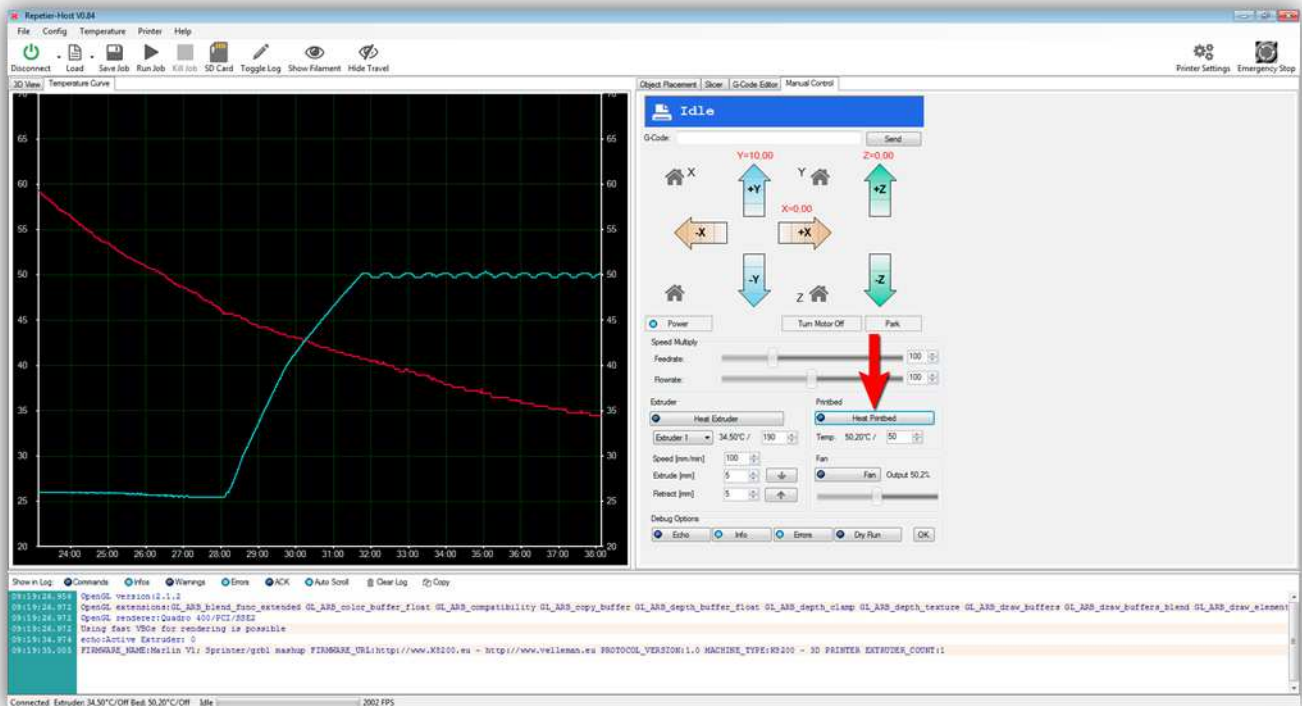 Repetier-Host V0.84
File Config Temperature Printer Help
Disconnect Load Save Job Run Job Kill Job SD Card Toggle Log Show Filament Hide Travel Printer Settings Emergency Stop
3D View Temperature Curve
Object Placement Slicer G-Code Editor Manual Control
Idle
G-Code: Send
Y=10,00 Z=0,00
X Y
+Y +Z
X=0,00
-X +X
-Y -Z
Z
Power Turn Motor Off Park
Speed Multiply
Feedrate: 100
Flowrate: 100
Extruder Printbed
Heat Extruder Heat Printbed
Extruder 1 34,50°C / 190 Temp. 50,20°C / 50
Speed [mm/min] 100 Fan
Extrude [mm] 5 Fan Output 50,2%
Retract [mm] 5
Debug Options
Echo Info Errors Dry Run OK
70 70
65 65
60 60
55 55
50 50
45 45
40 40
35 35
30 30
25 25
20 20
24:00 25:00 26:00 27:00 28:00 29:00 30:00 31:00 32:00 33:00 34:00 35:00 36:00 37:00 38:00
Show in Log: Commands Infos Warnings Errors ACK Auto Scroll Clear Log Copy
09:19:26.956 OpenGL version:2.1.2
09:19:26.972 OpenGL extensions:GL_ARB_blend_func_extended GL_ARB_color_buffer_float GL_ARB_compatibility GL_ARB_copy_buffer GL_ARB_depth_buffer_float GL_ARB_depth_clamp GL_ARB_depth_texture GL_ARB_draw_buffers GL_ARB_draw_buffers_blend GL_ARB_draw_element
09:19:26.972 OpenGL renderer:Quadro 400/PCI/SSE2
09:19:26.972 Using fast VBOs for rendering is possible
09:19:34.974 echo:Active Extruder: 0
09:19:35.005 FIRMWARE_NAME:Marlin V1; Sprinter/grbl mashup FIRMWARE_URL:http://www.K8200.eu - http://www.velleman.eu PROTOCOL_VERSION:1.0 MACHINE_TYPE:K8200 - 3D PRINTER EXTRUDER_COUNT:1
Connected Extruder: 34,50°C/Off Bed: 50,20°C/Off Idle 2002 FPS